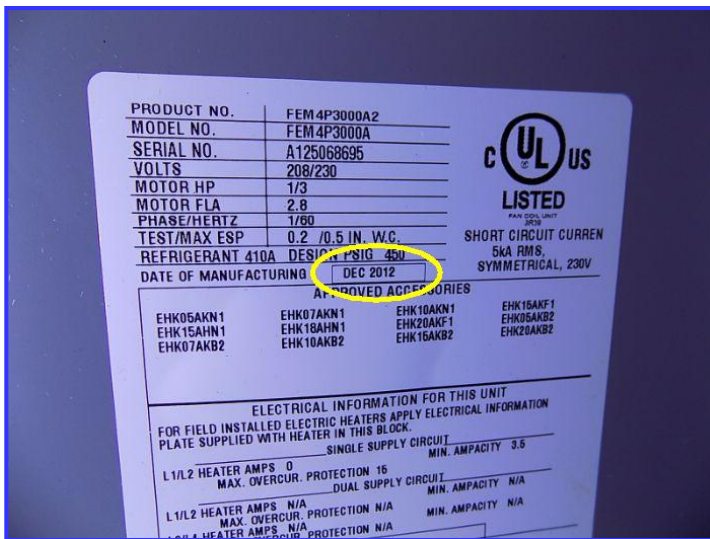 PRODUCT NO. FEM4P3000A2
MODEL NO. FEM4P3000A
SERIAL NO. A125068695
VOLTS 208/230
MOTOR HP 1/3
MOTOR FLA 2.8
PHASE/HERTZ 1/60
TEST/MAX ESP 0.2 /0.5 IN. W.C.
REFRIGERANT 410A DESIGN PSIG 450
DATE OF MANUFACTURING DEC 2012
C UL US
LISTED
FAN COIL UNIT
SHORT CIRCUIT CURREN
5kA RMS,
SYMMETRICAL, 230V
APPROVED ACCESSORIES
EHK05AKN1 EHK07AKN1 EHK10AKN1 EHK15AKF1
EHK15AHN1 EHK18AHN1 EHK20AKF1 EHK05AKB2
EHK07AKB2 EHK10AKB2 EHK15AKB2 EHK20AKB2
ELECTRICAL INFORMATION FOR THIS UNIT
FOR FIELD INSTALLED ELECTRIC HEATERS APPLY ELECTRICAL INFORMATION
PLATE SUPPLIED WITH HEATER IN THIS BLOCK.
SINGLE SUPPLY CIRCUIT
L1/L2 HEATER AMPS 0 MIN. AMPACITY 3.5
MAX. OVERCUR. PROTECTION 15
DUAL SUPPLY CIRCUIT
L1/L2 HEATER AMPS N/A MIN. AMPACITY N/A
MAX. OVERCUR. PROTECTION N/A
HEATER AMPS N/A MIN. AMPACITY N/A
PROTECTION N/A